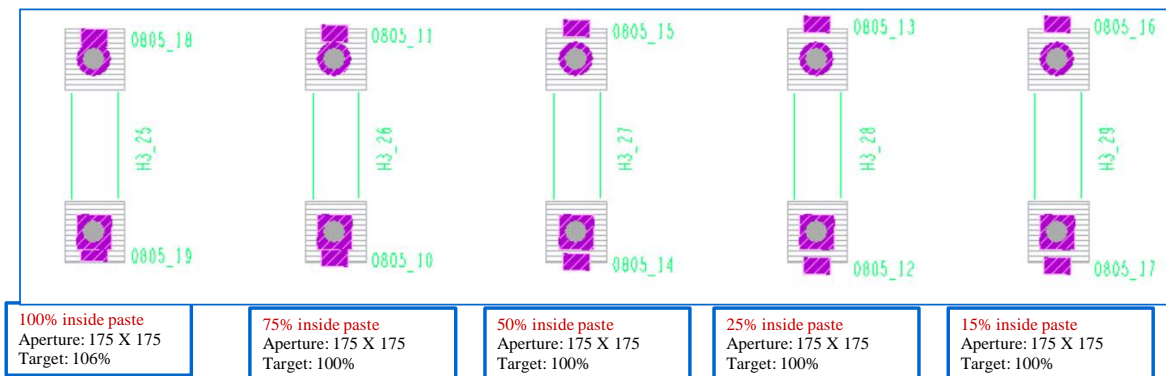 0805_18
0805_11
0805_15
0805_13
0805_16
H3_25
H3_26
H3_27
H3_28
H3_29
0805_19
0805_10
0805_14
0805_12
0805_17
100% inside paste
Aperture: 175 X 175
Target: 106%
75% inside paste
Aperture: 175 X 175
Target: 100%
50% inside paste
Aperture: 175 X 175
Target: 100%
25% inside paste
Aperture: 175 X 175
Target: 100%
15% inside paste
Aperture: 175 X 175
Target: 100%